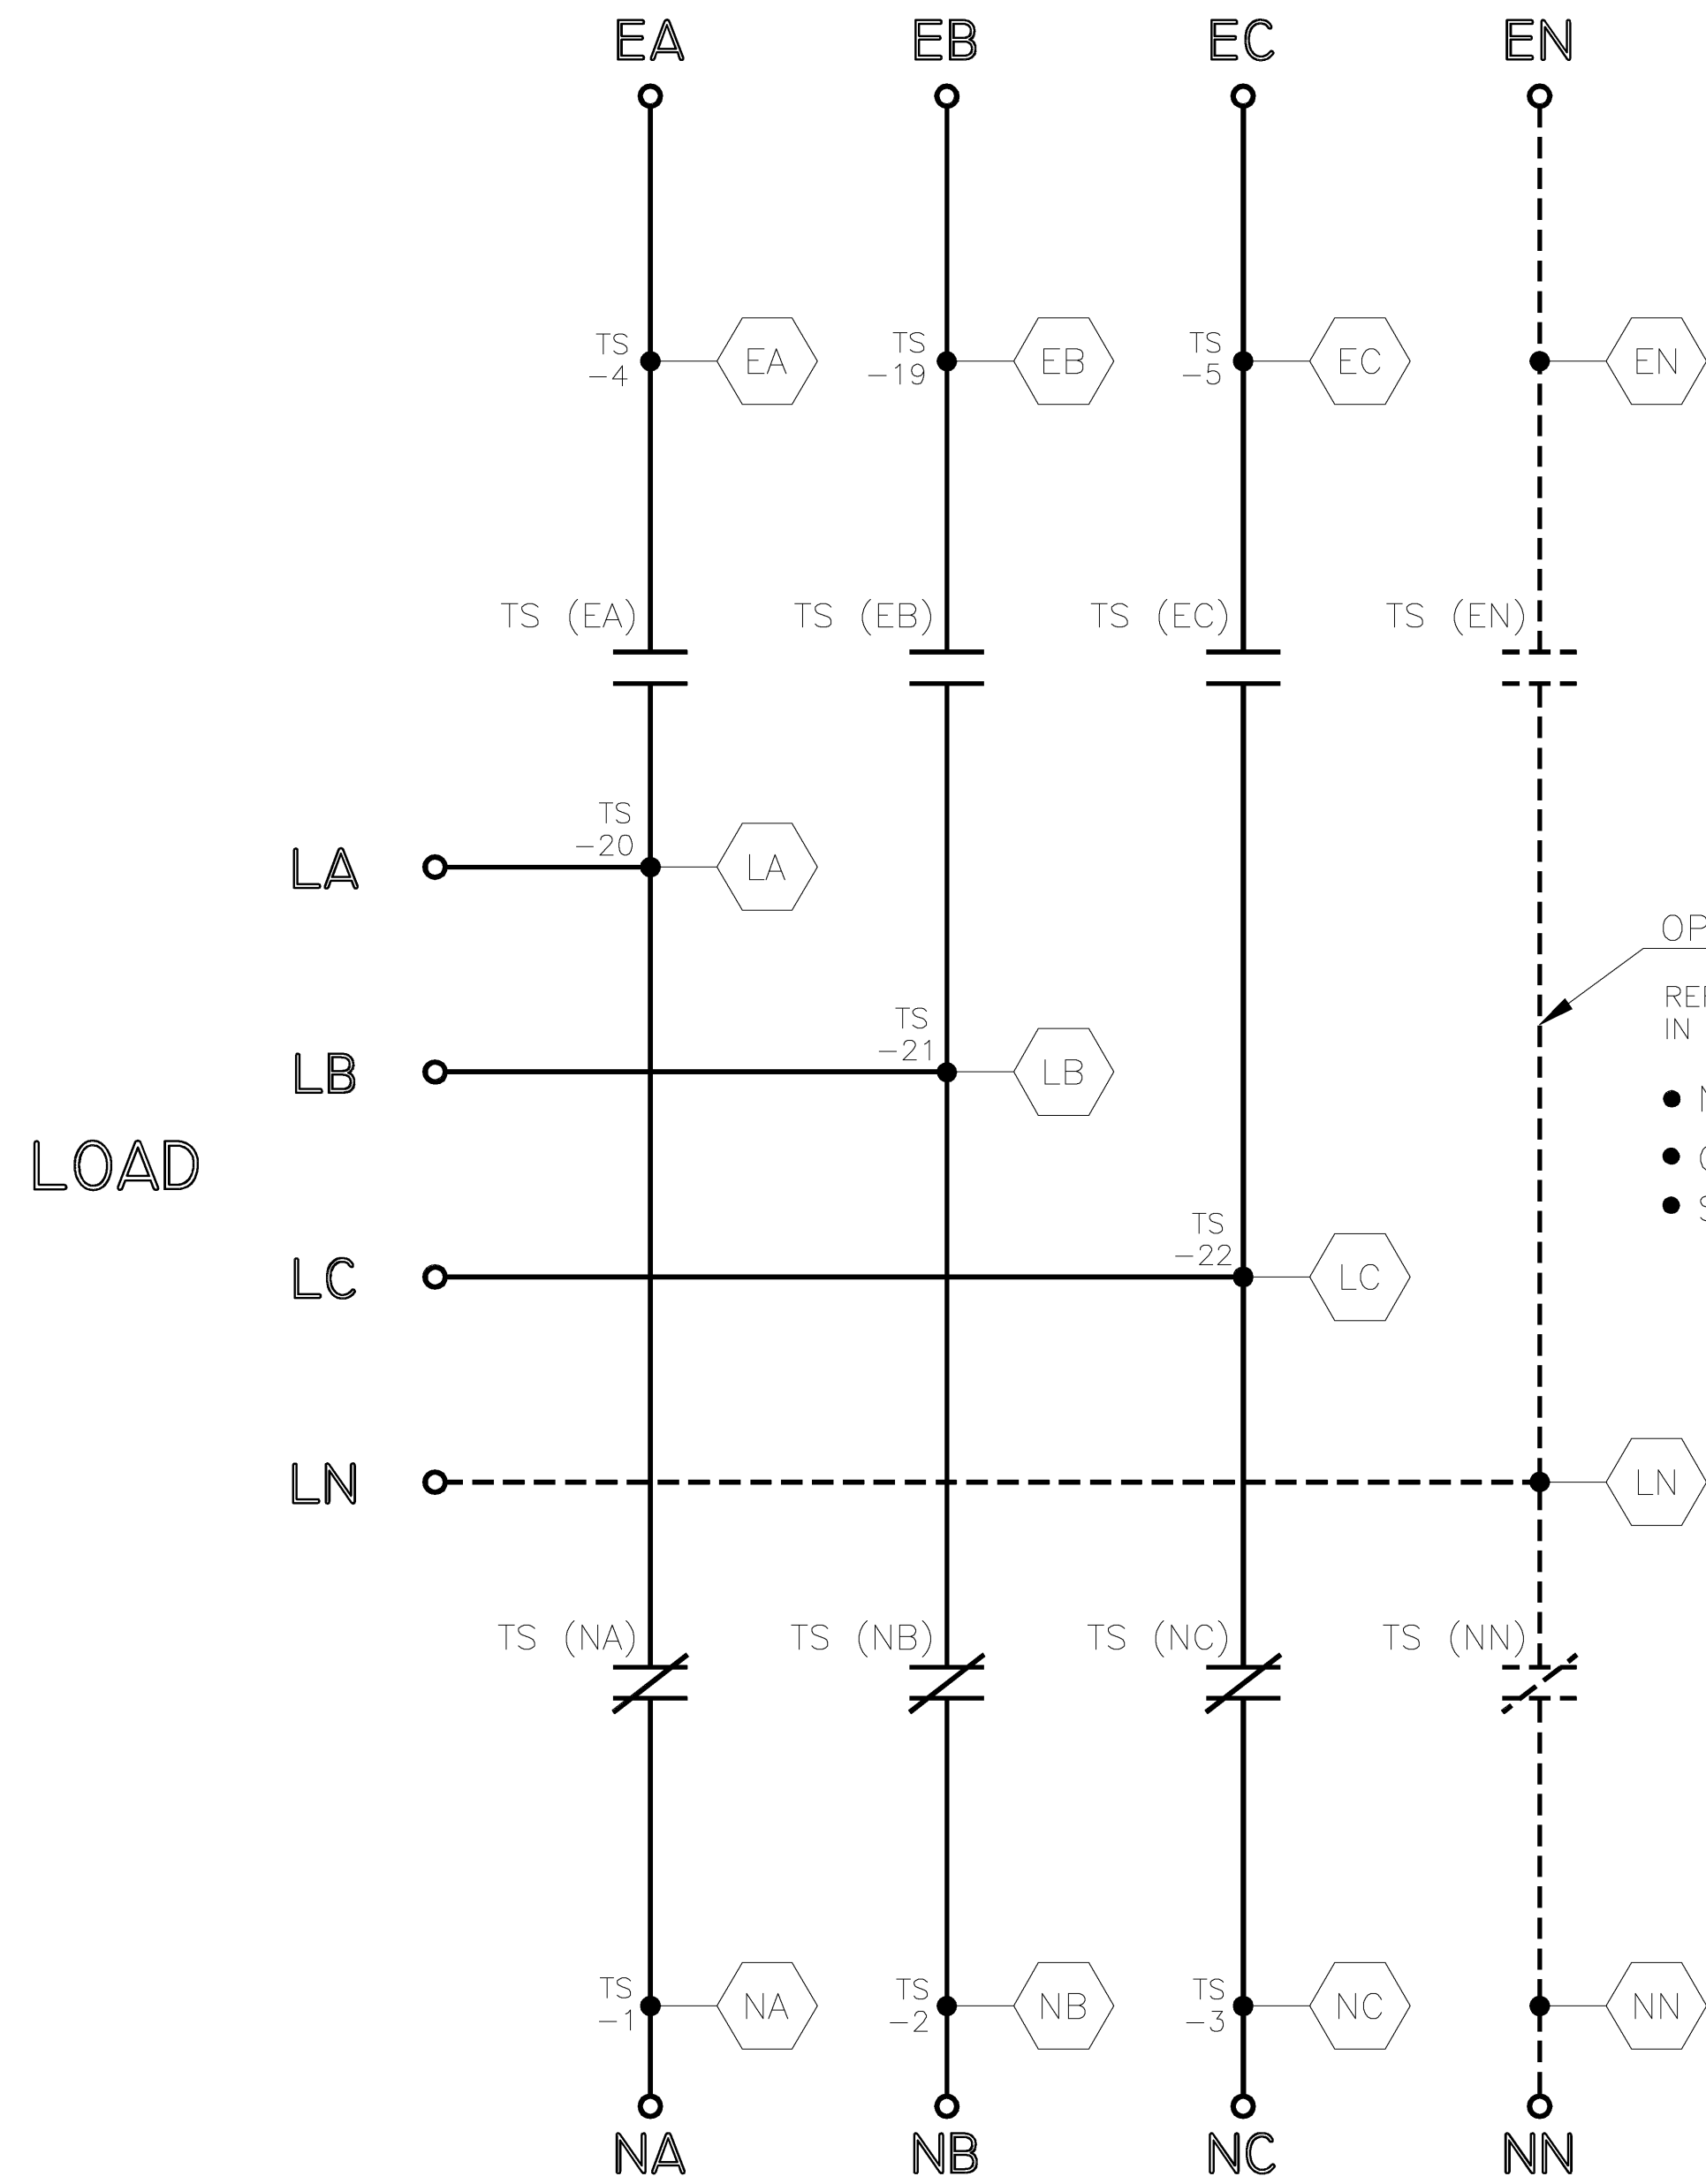 EA EB EC EN
TS TS TS
-4 EA -19 EB -5 EC EN
TS (EA) TS (EB) TS (EC) TS (EN)
TS
-20
LA LA
OP
IN
TS
-21
LB LB
LOAD
TS
-22
LC LC
LN LN
TS (NA) TS (NB) TS (NC) TS (NN)
TS TS TS
-1 NA -2 NB -3 NC NN
NA NB NC NN